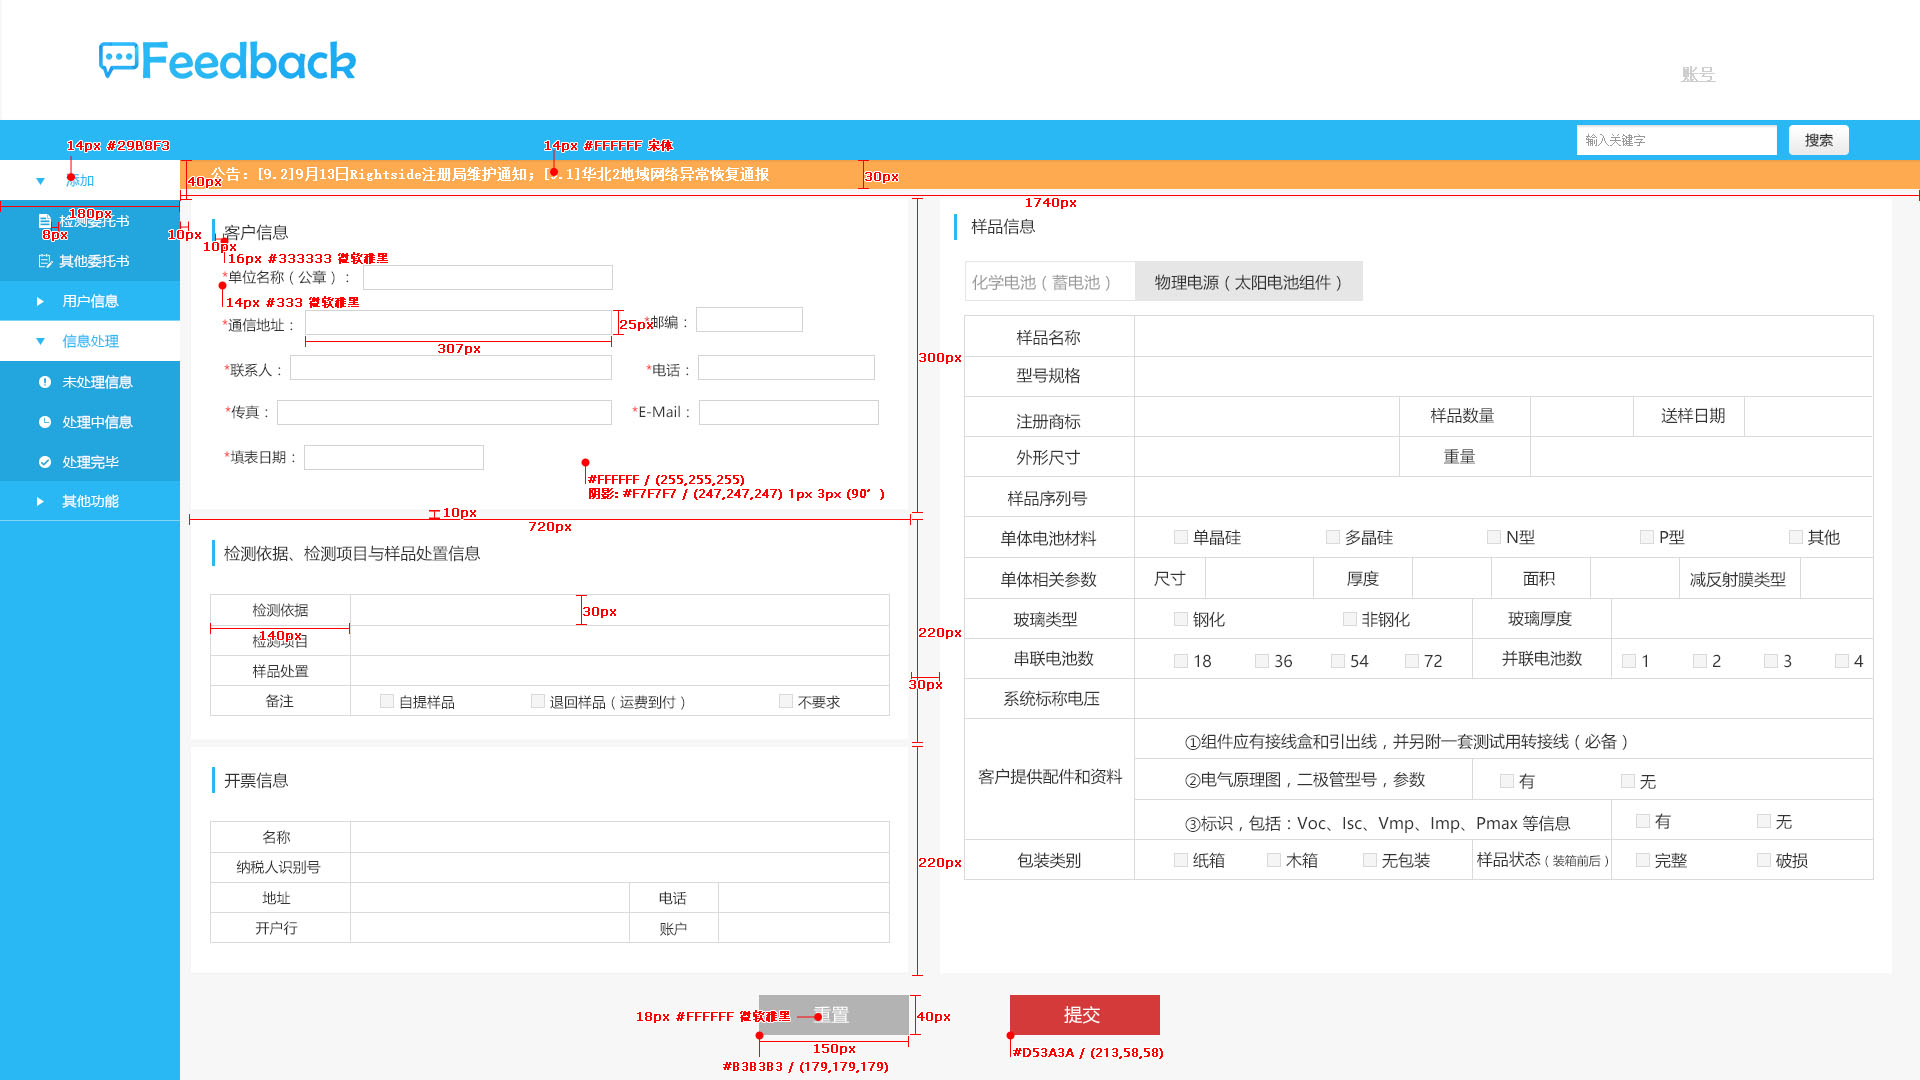 Feedback
账号
输入关键字
搜索
14px #29B8F3
14px #FFFFFF 宋体
添加
40px
公告：[9.2]9月13日Rightside注册局维护通知；[ .1]华北2地域网络异常恢复通报
30px
180px
1740px
检测委托书
8px
10px
其他委托书
用户信息
信息处理
未处理信息
处理中信息
处理完毕
其他功能
客户信息
10px
16px #333333 微软雅黑
*单位名称（公章）：
14px #333 微软雅黑
*通信地址：
25px
*邮编：
307px
*联系人：
*电话：
*传真：
*E-Mail：
*填表日期：
#FFFFFF / (255,255,255)
阴影: #F7F7F7 / (247,247,247) 1px 3px (90°)
300px
10px
720px
检测依据、检测项目与样品处置信息
检测依据
30px
140px
检测项目
样品处置
备注
自提样品
退回样品（运费到付）
不要求
220px
30px
开票信息
名称
纳税人识别号
地址
电话
开户行
账户
220px
样品信息
化学电池（蓄电池）
物理电源（太阳电池组件）
样品名称
型号规格
注册商标
样品数量
送样日期
外形尺寸
重量
样品序列号
单体电池材料
单晶硅
多晶硅
N型
P型
其他
单体相关参数
尺寸
厚度
面积
减反射膜类型
玻璃类型
钢化
非钢化
玻璃厚度
串联电池数
18
36
54
72
并联电池数
1
2
3
4
系统标称电压
客户提供配件和资料
①组件应有接线盒和引出线，并另附一套测试用转接线（必备）
②电气原理图，二极管型号，参数
有
无
③标识，包括：Voc、Isc、Vmp、Imp、Pmax 等信息
有
无
包装类别
纸箱
木箱
无包装
样品状态（装箱前后）
完整
破损
18px #FFFFFF 微软雅黑
重置
40px
提交
150px
#B3B3B3 / (179,179,179)
#D53A3A / (213,58,58)